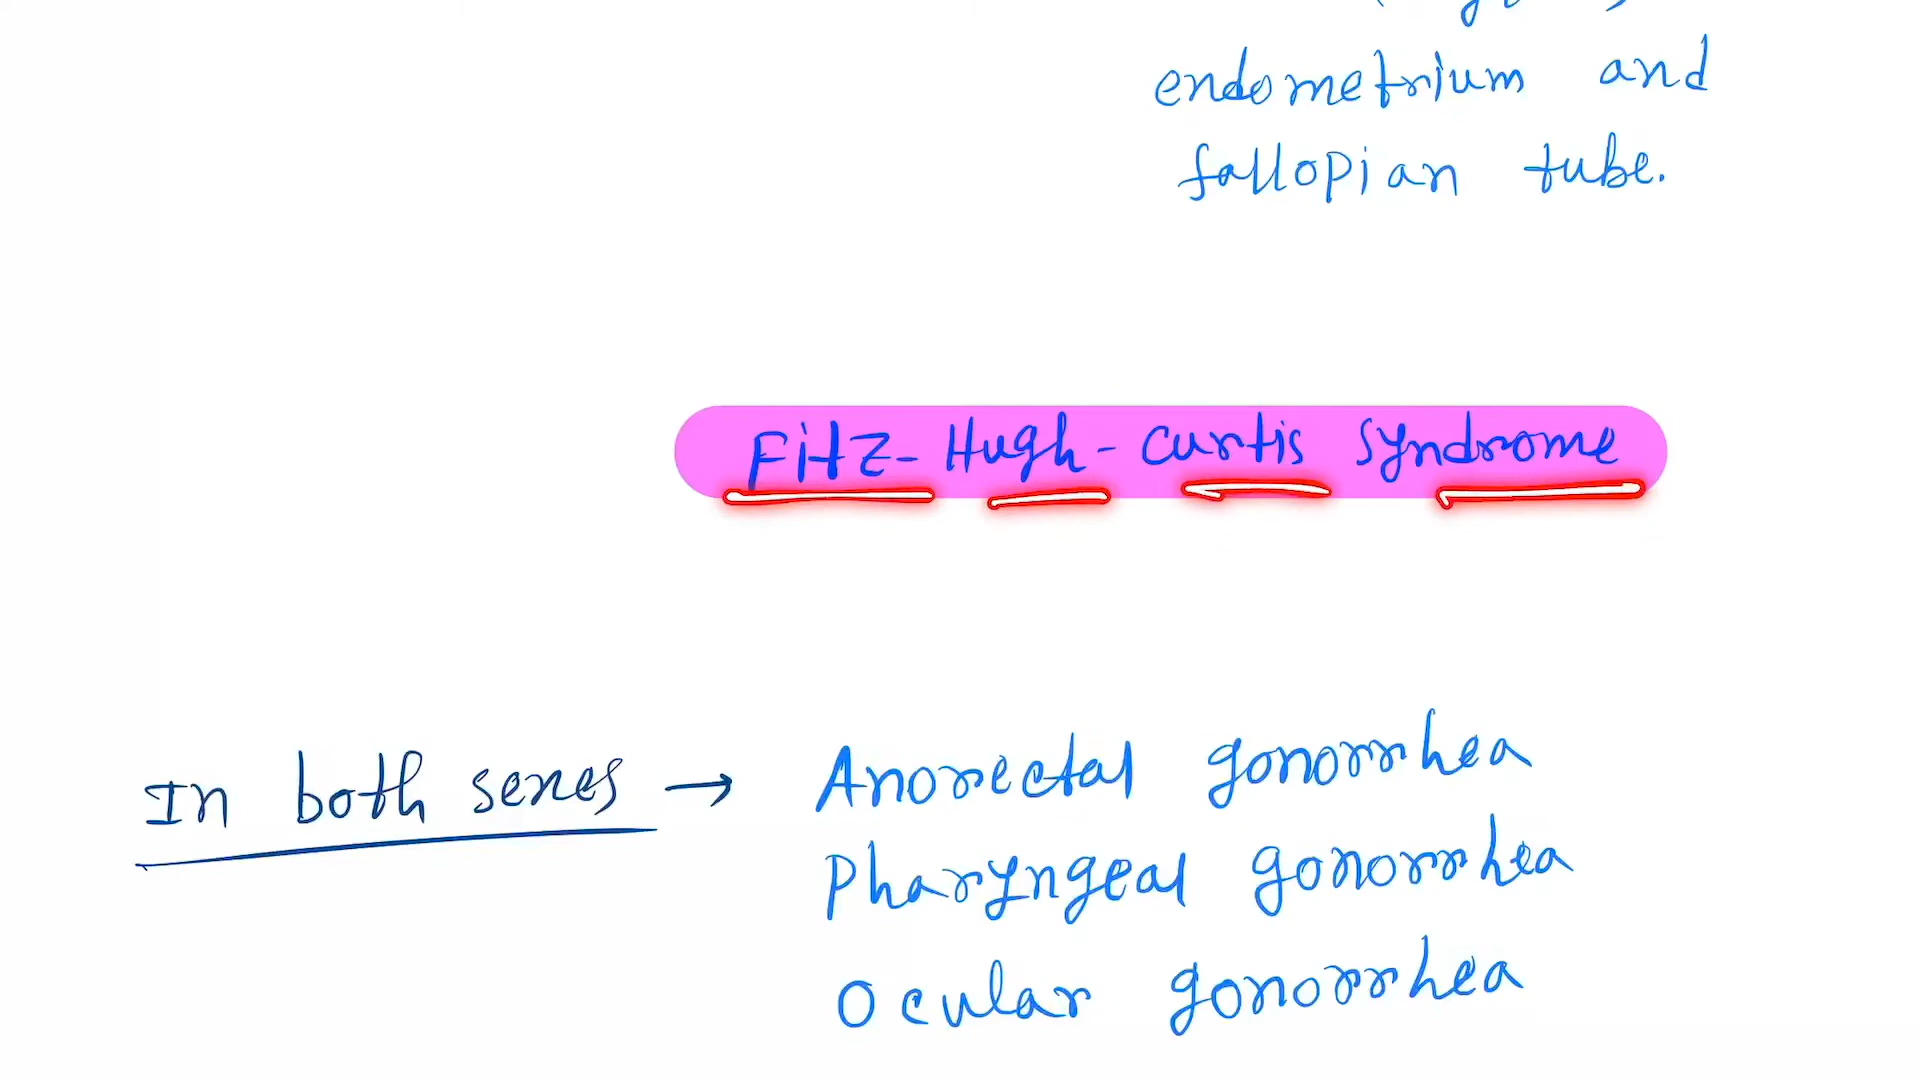 endometrium and
fallopian tube.
Fitz-Hugh-Curtis Syndrome
In both sexes → Anorectal gonorrhea
Pharyngeal gonorrhea
Ocular gonorrhea